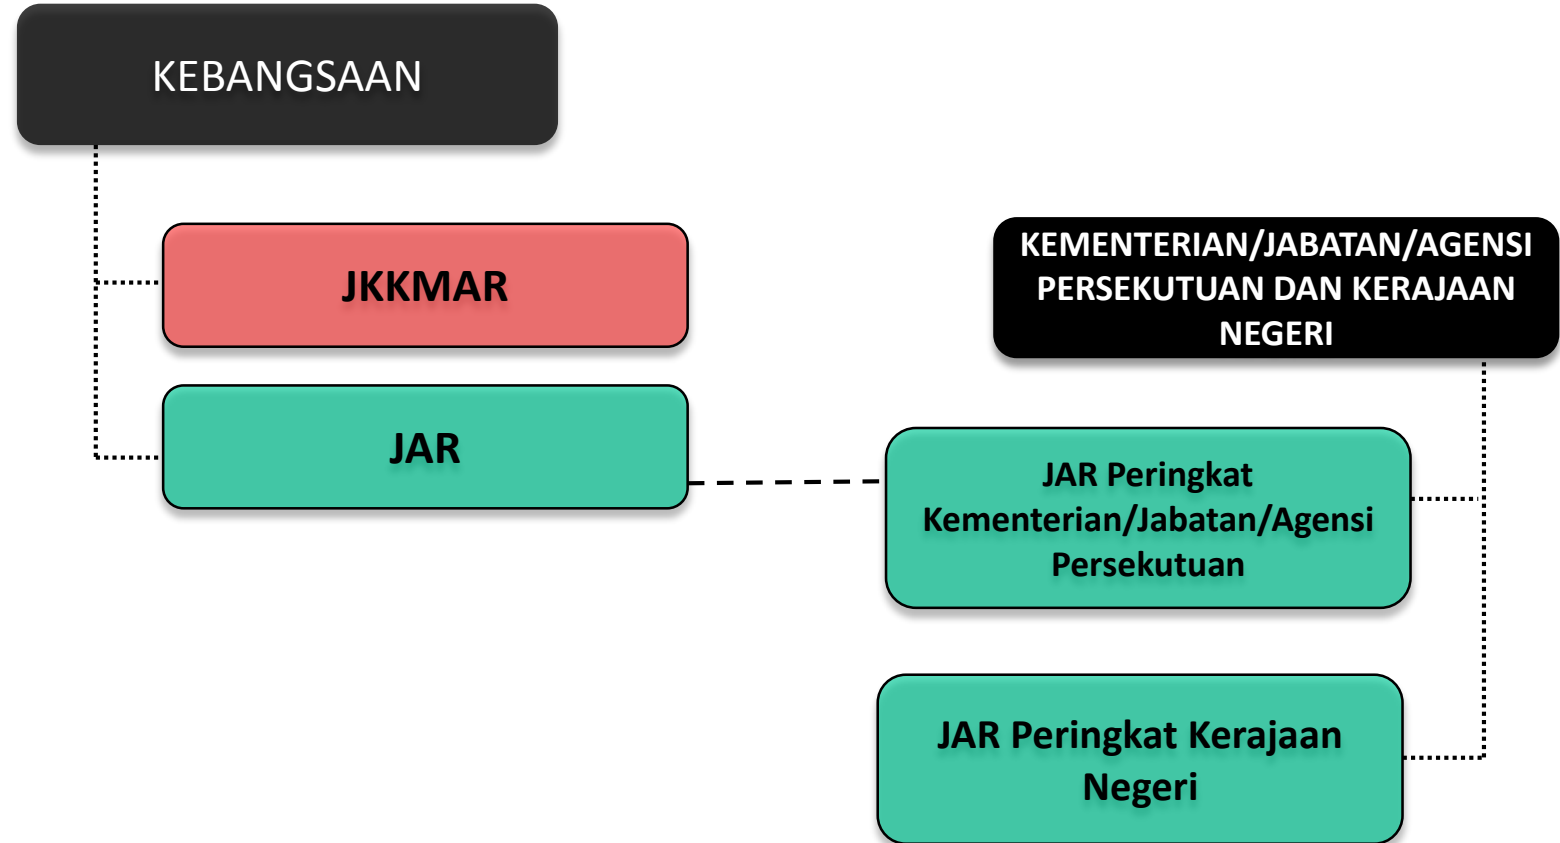 KEBANGSAAN
JKKMAR
JAR
KEMENTERIAN/JABATAN/AGENSI
PERSEKUTUAN DAN KERAJAAN
NEGERI
JAR Peringkat
Kementerian/Jabatan/Agensi
Persekutuan
JAR Peringkat Kerajaan
Negeri